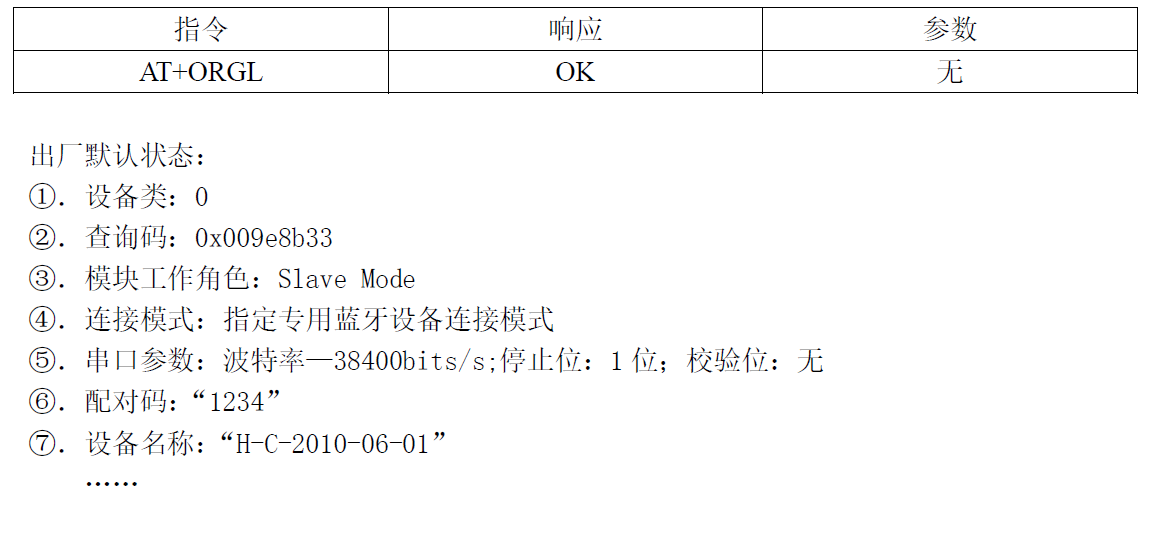 指令 响应 参数
AT+ORGL OK 无
出厂默认状态：
①．设备类：0
②．查询码：0x009e8b33
③．模块工作角色：Slave Mode
④．连接模式：指定专用蓝牙设备连接模式
⑤．串口参数：波特率—38400bits/s;停止位：1 位；校验位：无
⑥．配对码：“1234”
⑦．设备名称：“H-C-2010-06-01”
……